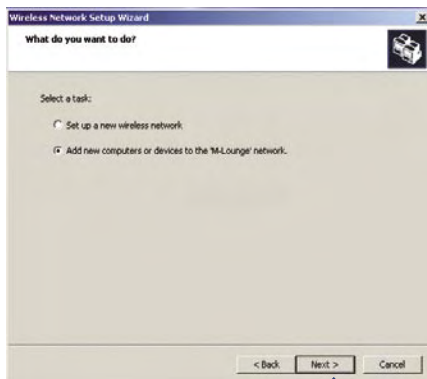 Wireless Network Setup Wizard
What do you want to do?
Select a task:
Set up a new wireless network
Add new computers or devices to the 'M-Lounge' network.
< Back Next > Cancel